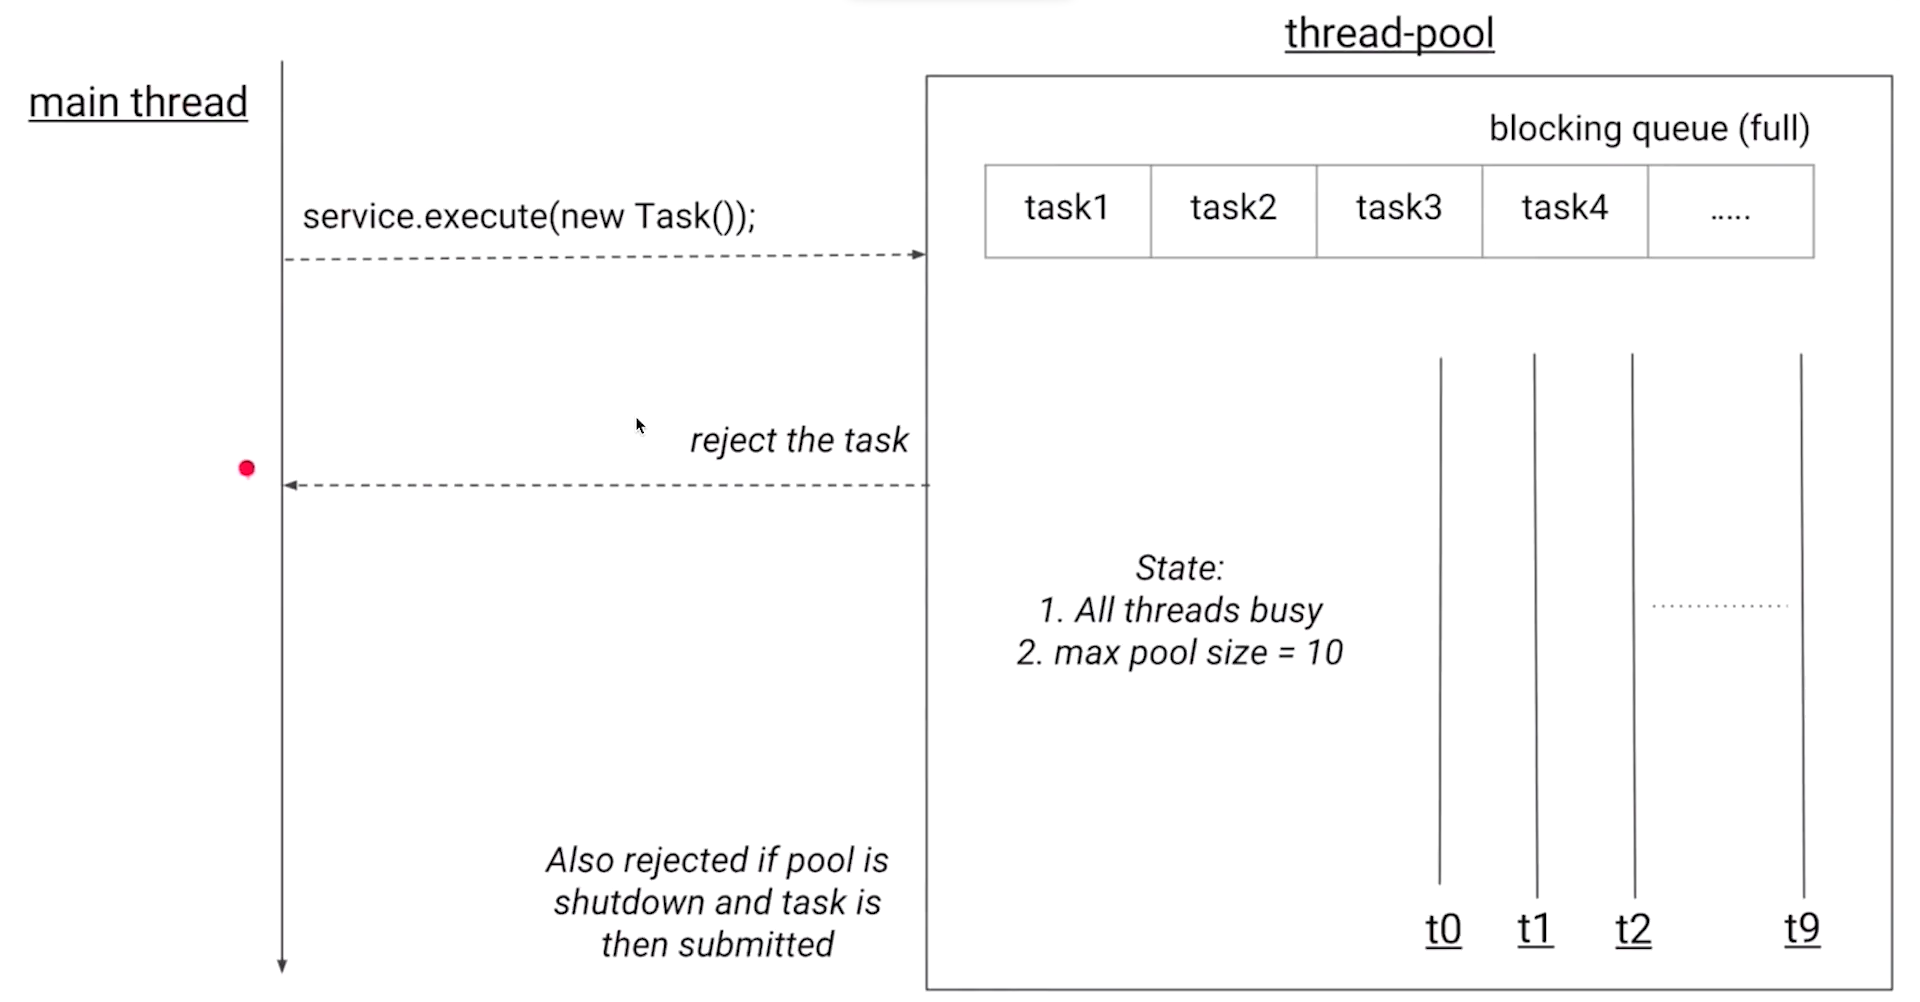 thread-pool
main thread
blocking queue (full)
task1 task2 task3 task4 .....
service.execute(new Task());
reject the task
State:
1. All threads busy
2. max pool size = 10
Also rejected if pool is
shutdown and task is
then submitted
t0 t1 t2 t9